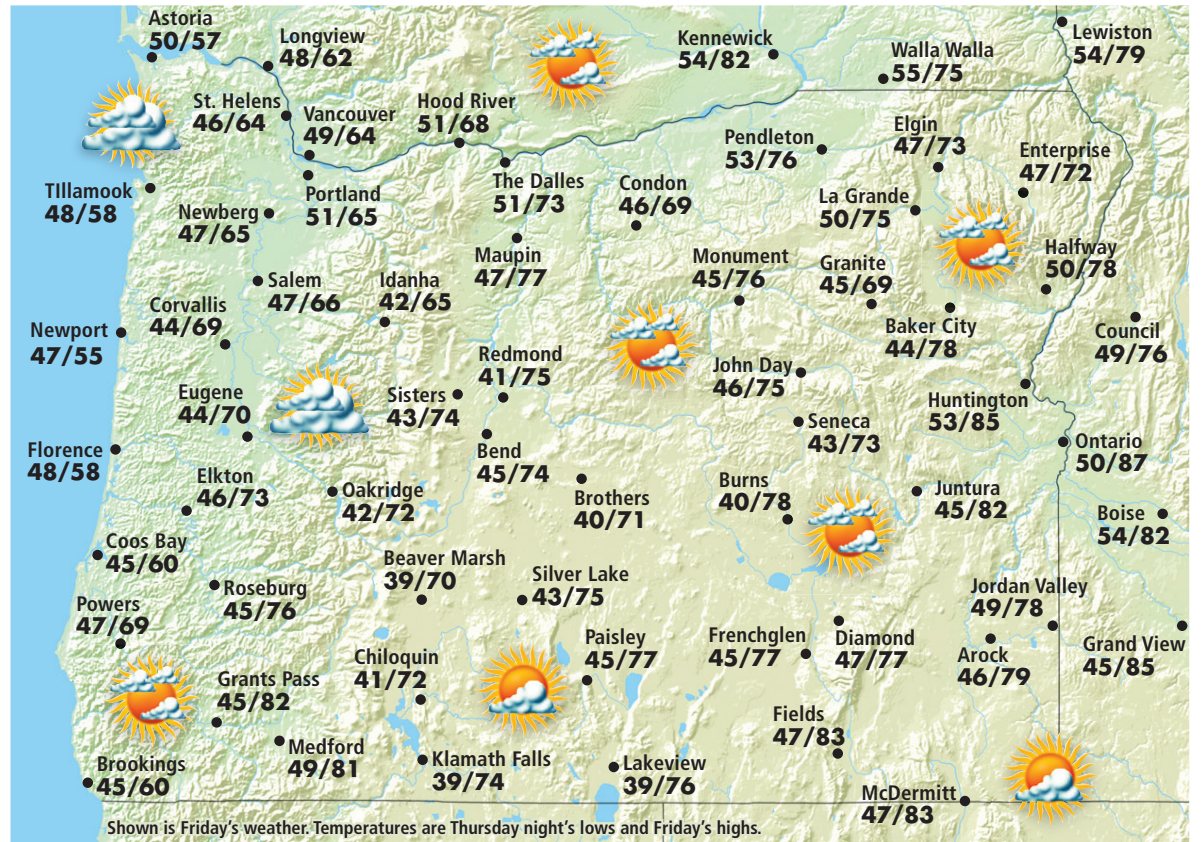 Astoria
50/57
Longview
48/62
Kennewick
54/82
Walla Walla
55/75
Lewiston
54/79
St. Helens
46/64
Vancouver
49/64
Hood River
51/68
Pendleton
53/76
Elgin
47/73
Enterprise
47/72
TIllamook
48/58
Portland
51/65
The Dalles
51/73
Condon
46/69
La Grande
50/75
Newberg
47/65
Maupin
47/77
Monument
45/76
Granite
45/69
Halfway
50/78
Salem
47/66
Idanha
42/65
Corvallis
44/69
Newport
47/55
Baker City
44/78
Council
49/76
Redmond
41/75
John Day
46/75
Eugene
44/70
Sisters
43/74
Huntington
53/85
Seneca
43/73
Florence
48/58
Bend
45/74
Ontario
50/87
Elkton
46/73
Oakridge
42/72
Brothers
40/71
Burns
40/78
Juntura
45/82
Boise
54/82
Coos Bay
45/60
Beaver Marsh
39/70
Silver Lake
43/75
Roseburg
45/76
Jordan Valley
49/78
Powers
47/69
Paisley
45/77
Frenchglen
45/77
Diamond
47/77
Arock
46/79
Grand View
45/85
Chiloquin
41/72
Grants Pass
45/82
Fields
47/83
Medford
49/81
Klamath Falls
39/74
Lakeview
39/76
Brookings
45/60
McDermitt
47/83
Shown is Friday's weather. Temperatures are Thursday night's lows and Friday's highs.